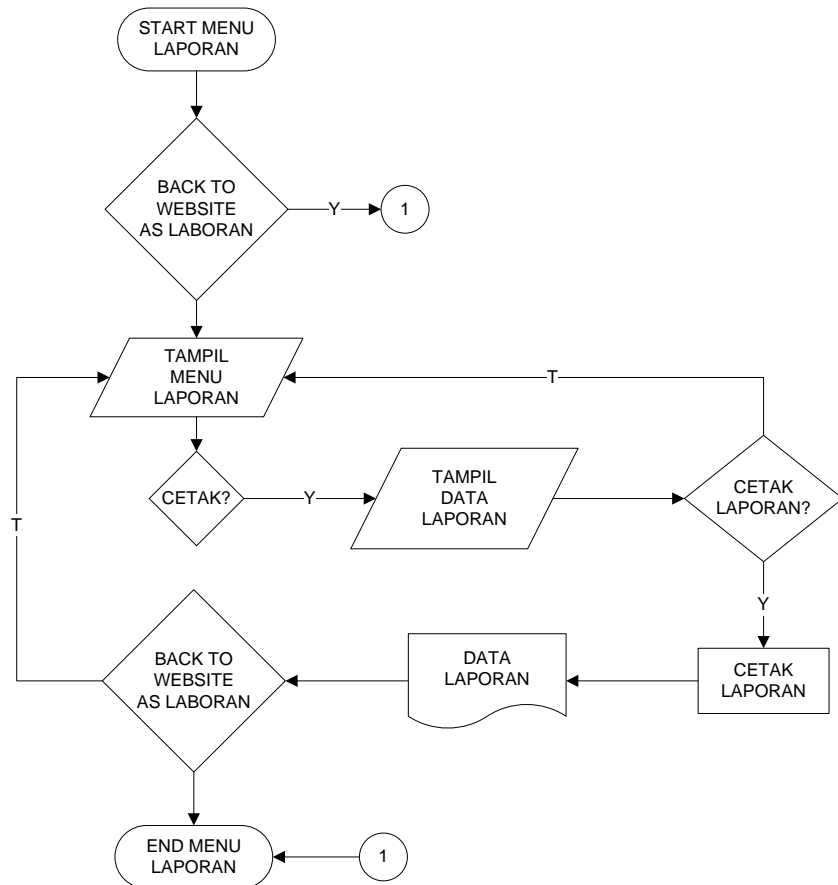 START MENU
LAPORAN
BACK TO
WEBSITE
AS LABORAN
Y
1
TAMPIL
MENU
LAPORAN
T
CETAK?
Y
TAMPIL
DATA
LAPORAN
CETAK
LAPORAN?
T
Y
BACK TO
WEBSITE
AS LABORAN
DATA
LAPORAN
CETAK
LAPORAN
END MENU
LAPORAN
1